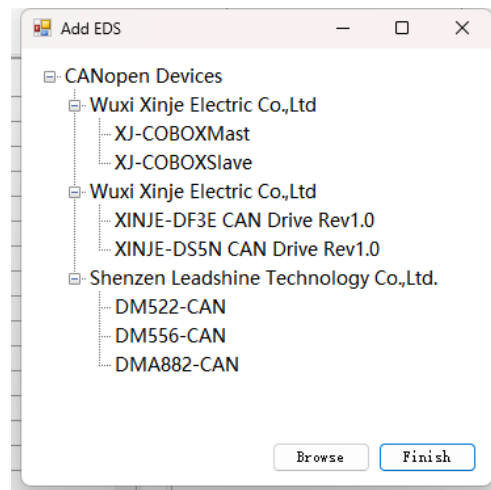 Add EDS
CANopen Devices
Wuxi Xinje Electric Co.,Ltd
XJ-COBOXMast
XJ-COBOXSlave
Wuxi Xinje Electric Co.,Ltd
XINJE-DF3E CAN Drive Rev1.0
XINJE-DS5N CAN Drive Rev1.0
Shenzen Leadshine Technology Co.,Ltd.
DM522-CAN
DM556-CAN
DMA882-CAN
Browse Finish